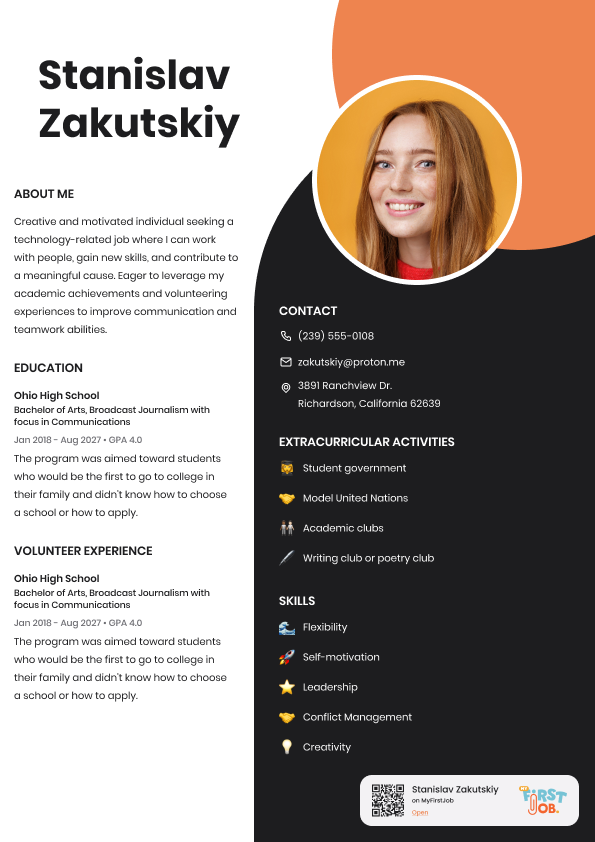 Stanislav
Zakutskiy
ABOUT ME
Creative and motivated individual seeking a
technology-related job where I can work
with people, gain new skills, and contribute to
a meaningful cause. Eager to leverage my
academic achievements and volunteering
experiences to improve communication and
teamwork abilities.
EDUCATION
Ohio High School
Bachelor of Arts, Broadcast Journalism with
focus in Communications
Jan 2018 - Aug 2027 • GPA 4.0
The program was aimed toward students
who would be the first to go to college in
their family and didn't know how to choose
a school or how to apply.
VOLUNTEER EXPERIENCE
Ohio High School
Bachelor of Arts, Broadcast Journalism with
focus in Communications
Jan 2018 - Aug 2027 • GPA 4.0
The program was aimed toward students
who would be the first to go to college in
their family and didn't know how to choose
a school or how to apply.
CONTACT
(239) 555-0108
zakutskiy@proton.me
3891 Ranchview Dr.
Richardson, California 62639
EXTRACURRICULAR ACTIVITIES
Student government
Model United Nations
Academic clubs
Writing club or poetry club
SKILLS
Flexibility
Self-motivation
Leadership
Conflict Management
Creativity
Stanislav Zakutskiy
on MyFirstJob
Open
MY
FiRST
JOB